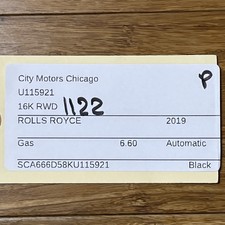 City Motors Chicago
U115921
16K RWD 1122 P
ROLLS ROYCE 2019
Gas 6.60 Automatic
SCA666D58KU115921 Black